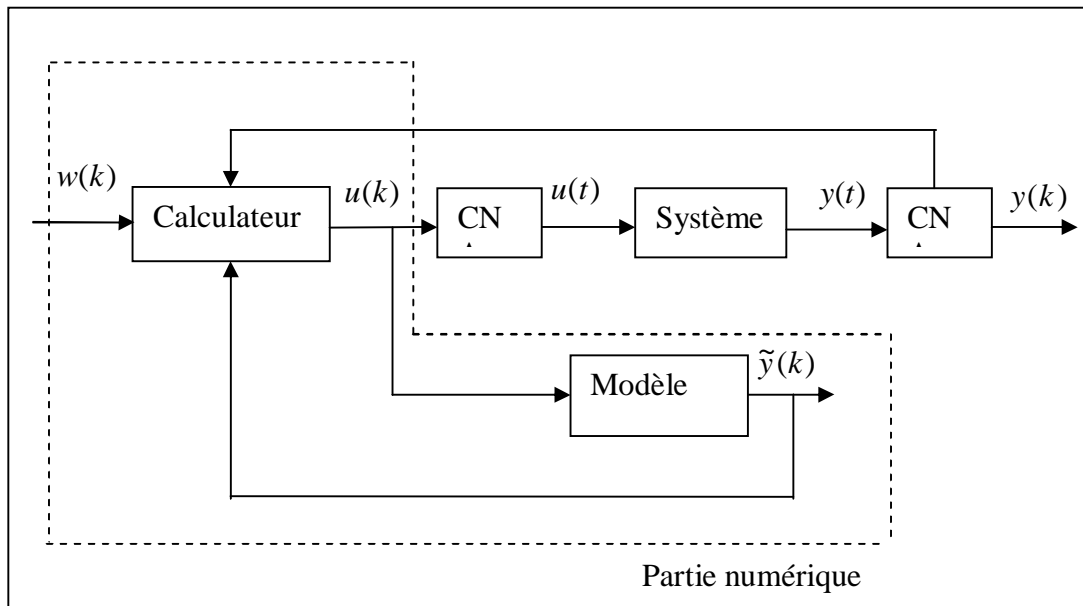 w(k)
Calculateur
u(k)
CN
u(t)
Système
y(t)
CN
y(k)
Modèle
ỹ(k)
Partie numérique